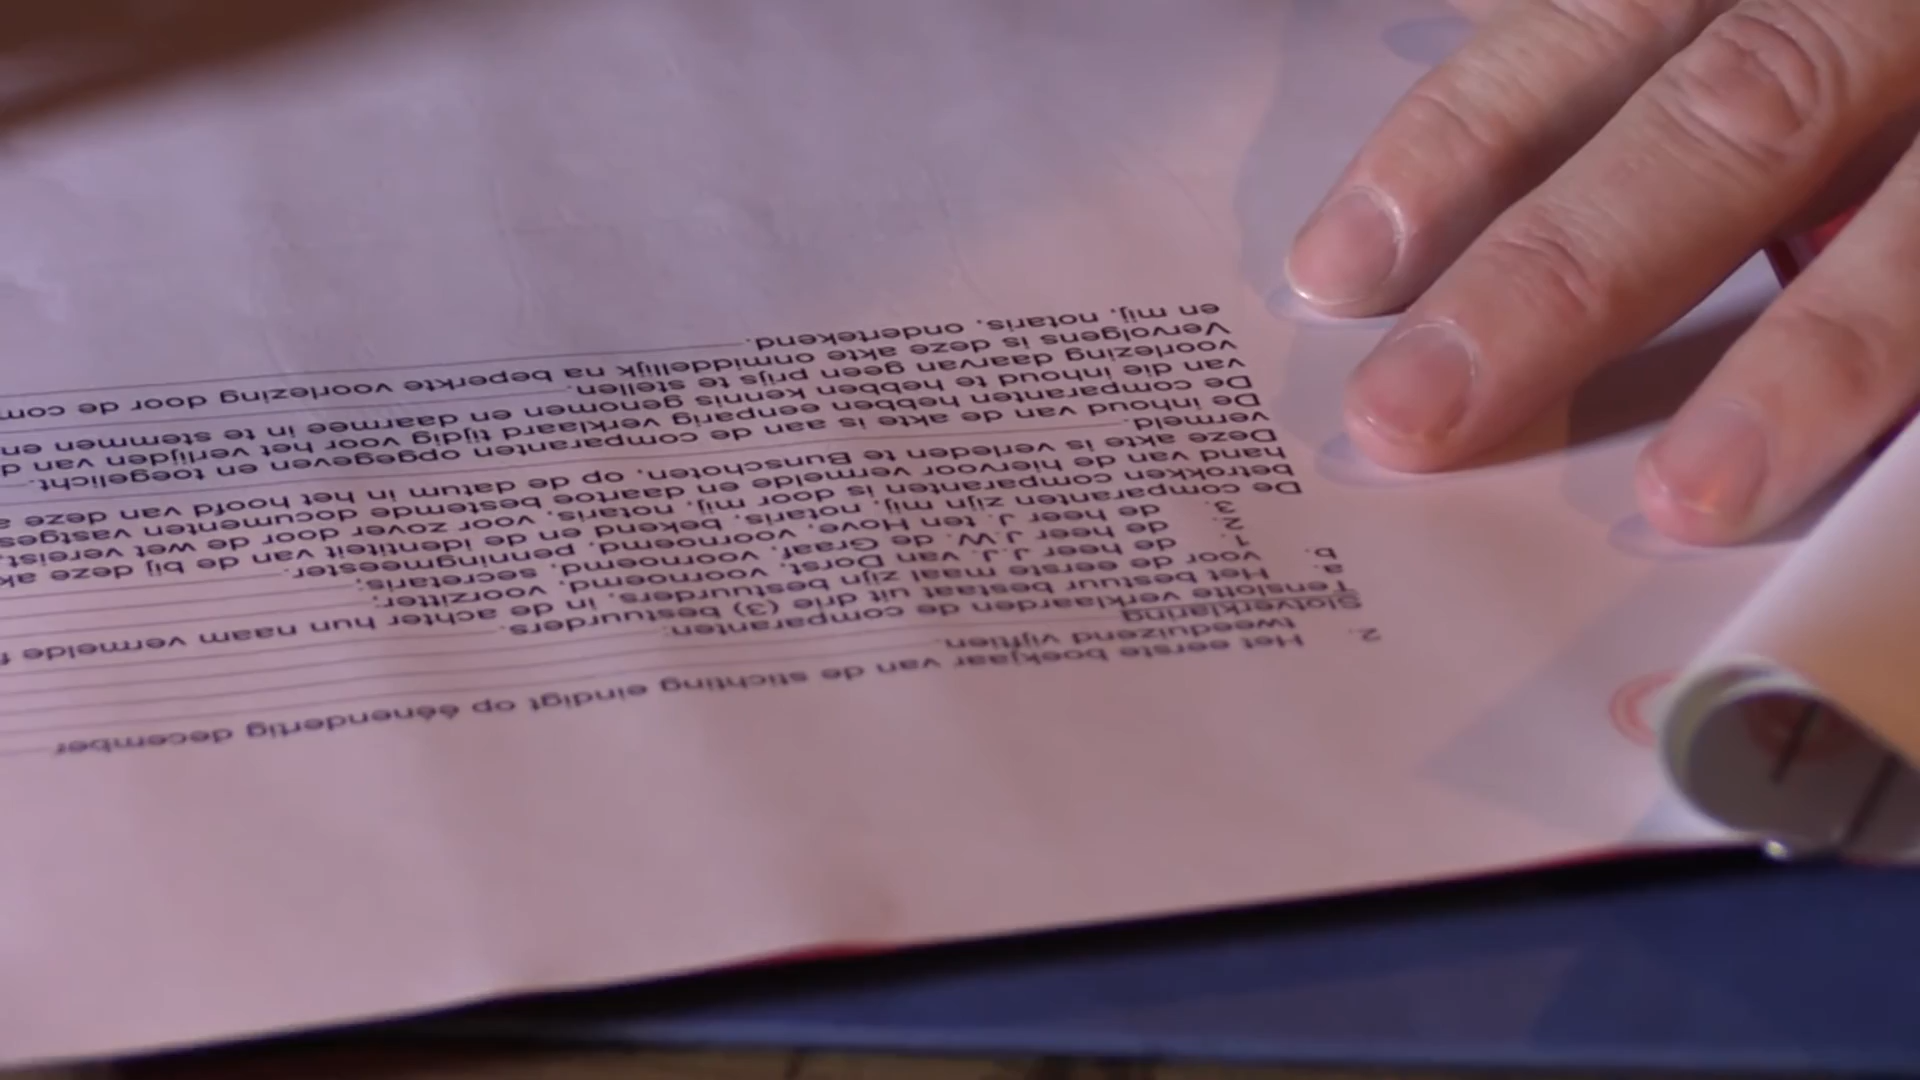 2. Het eerste boekjaar van de stichting eindigt op éénendertig december
tweeduizend vijftien.
Slotverklaring
Tenslotte verklaarden de comparanten:
a. Het bestuur bestaat uit drie (3) bestuurders.
b. voor de eerste maal zijn bestuurders, in de achter hun naam vermelde
1. de heer J.J. van Dorst, voornoemd, voorzitter;
2. de heer J.W. de Graaf, voornoemd, secretaris;
3. de heer J. ten Hove, voornoemd, penningmeester.
De comparanten zijn mij, notaris, bekend en de identiteit van de bij deze
betrokken comparanten is door mij, notaris, voor zover door de wet vereist,
hand van de hiervoor vermelde en daartoe bestemde documenten
Deze akte is verleden te Bunschoten, op de datum in het hoofd van deze
vermeld.
De inhoud van de akte is aan de comparanten opgegeven en toegelicht.
De comparanten hebben eenparig verklaard tijdig voor het verlijden van
van die inhoud te hebben kennis genomen en daarmee in te stemmen en
voorlezing daarvan geen prijs te stellen.
Vervolgens is deze akte onmiddellijk na beperkte voorlezing door de
en mij, notaris, ondertekend.